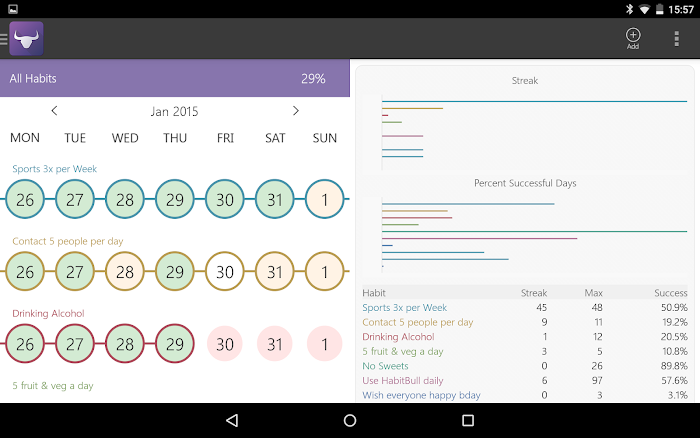 15:57
Add
All Habits 29%
Jan 2015
MON TUE WED THU FRI SAT SUN
Sports 3x per Week
26 27 28 29 30 31 1
Contact 5 people per day
26 27 28 29 30 31 1
Drinking Alcohol
26 27 28 29 30 31 1
5 fruit & veg a day
Streak
Percent Successful Days
Habit Streak Max Success
Sports 3x per Week 45 48 50.9%
Contact 5 people per day 9 11 19.2%
Drinking Alcohol 1 12 20.5%
5 fruit & veg a day 3 5 10.8%
No Sweets 0 26 89.8%
Use HabitBull daily 6 97 57.6%
Wish everyone happy bday 0 3 3.1%